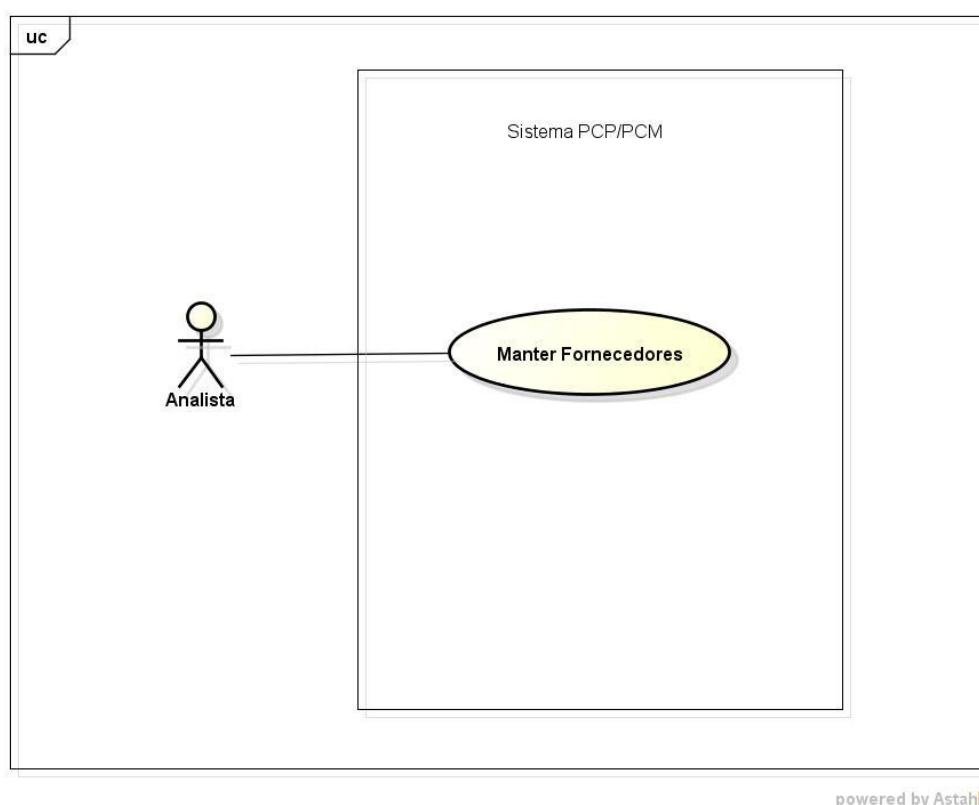 uc
Sistema PCP/PCM
Manter Fornecedores
Analista
powered by Astah